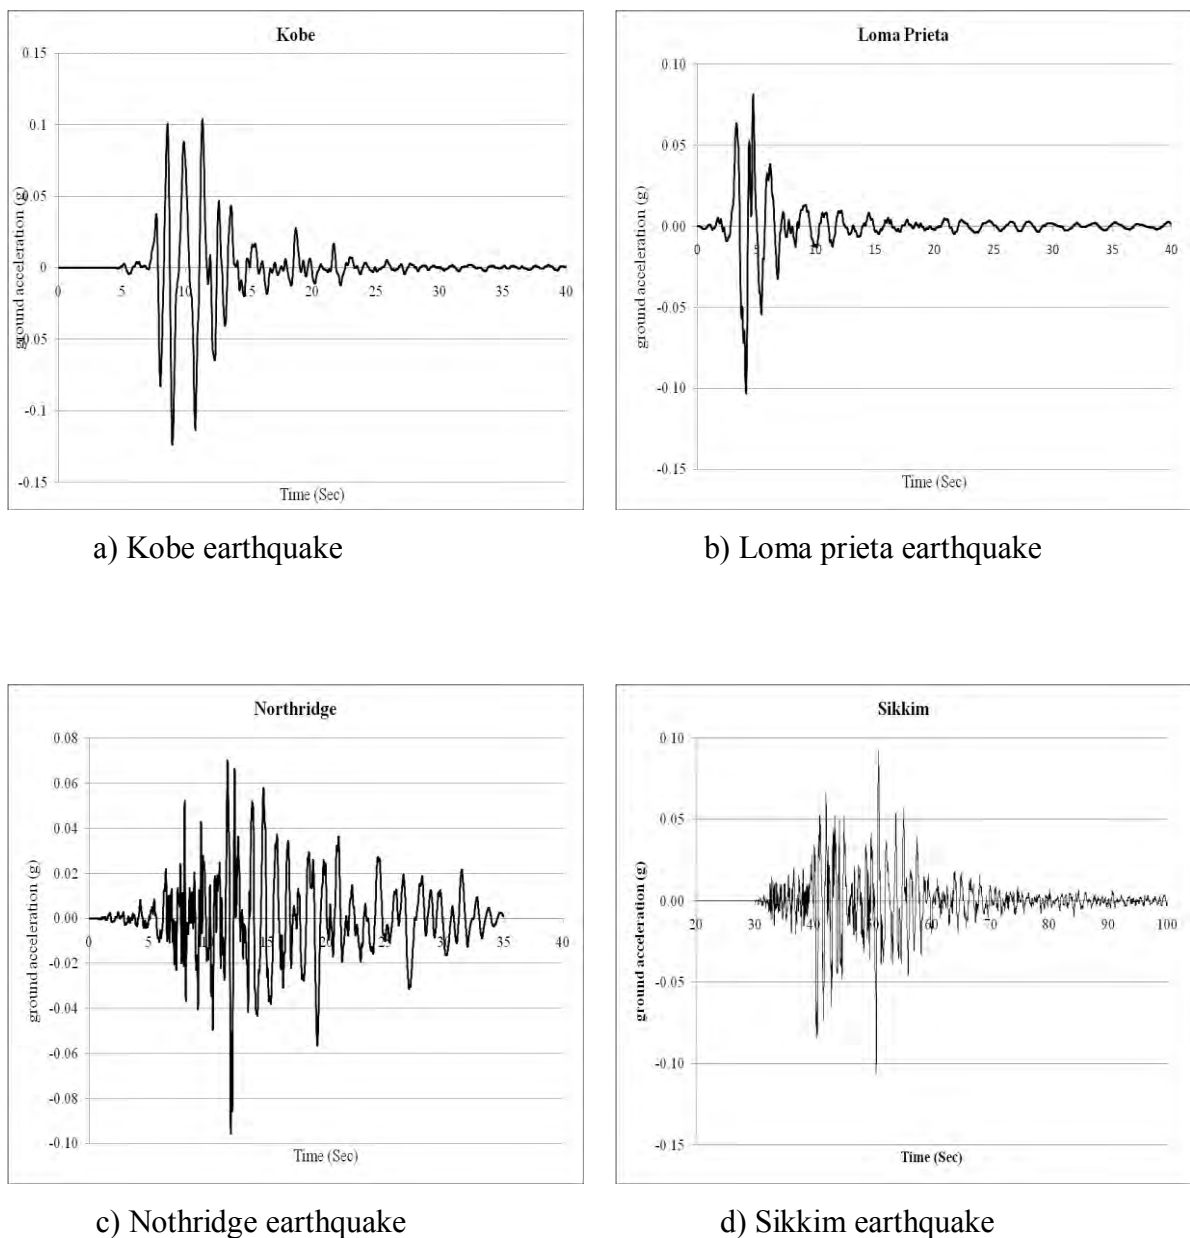 Kobe
0.15
0.1
0.05
0
-0.05
-0.1
-0.15
ground acceleration (g)
0 5 10 15 20 25 30 35 40
Time (Sec)
a) Kobe earthquake
Loma Prieta
0.10
0.05
0.00
-0.05
-0.10
-0.15
ground acceleration (g)
0 5 10 15 20 25 30 35 40
Time (Sec)
b) Loma prieta earthquake
Northridge
0.08
0.06
0.04
0.02
0.00
-0.02
-0.04
-0.06
-0.08
-0.10
ground acceleration (g)
0 5 10 15 20 25 30 35 40
Time (Sec)
c) Nothridge earthquake
Sikkim
0.10
0.05
0.00
-0.05
-0.10
-0.15
ground acceleration (g)
20 30 40 50 60 70 80 90 100
Time (Sec)
d) Sikkim earthquake